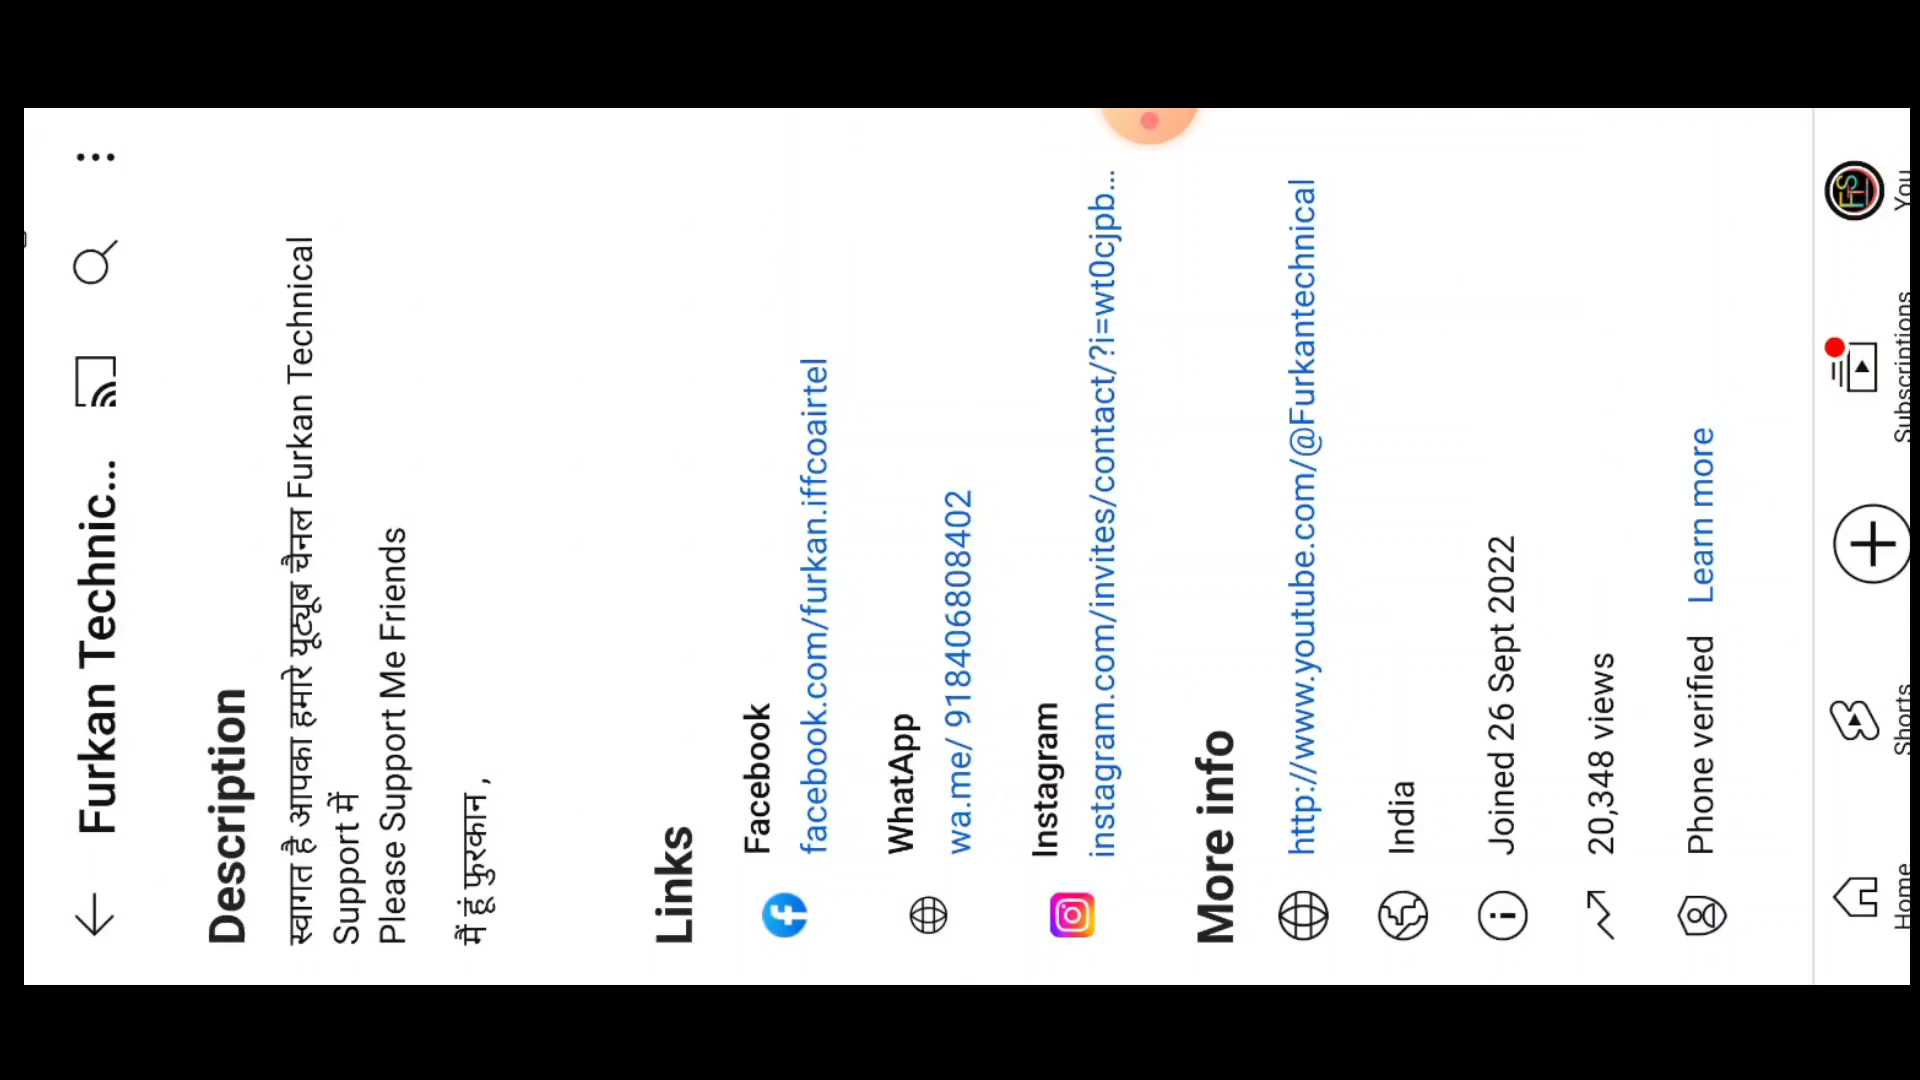 Furkan Technic...
Description
स्वागत है आपका हमारे यूट्यूब चैनल Furkan Technical
Support में
Please Support Me Friends
मैं हूं फुरकान ,
Links
Facebook
facebook.com/furkan.iffcoairtel
WhatApp
wa.me/ 918406808402
Instagram
instagram.com/invites/contact/?i=wt0cjpb...
More info
http://www.youtube.com/@Furkantechnical
India
Joined 26 Sept 2022
20,348 views
Phone verified Learn more
Home
Shorts
Subscriptions
You
FTS